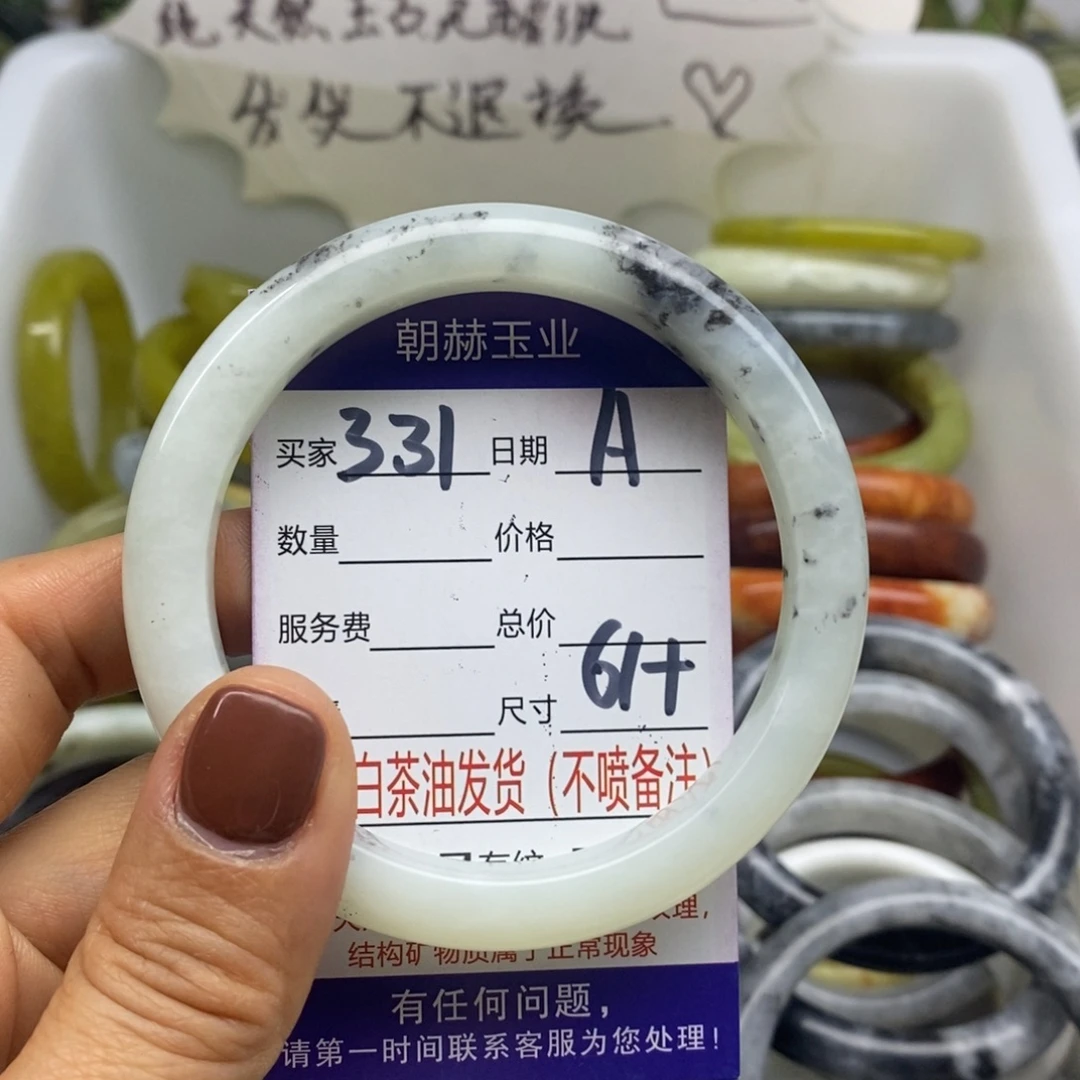 纯天然玉石无酸洗
售出不退换
朝赫玉业
买家 331 日期 A
数量 价格
服务费 总价
尺寸 61+
白茶油发货（不喷备注）
结构矿物质属于正常现象
有任何问题，
请第一时间联系客服为您处理！